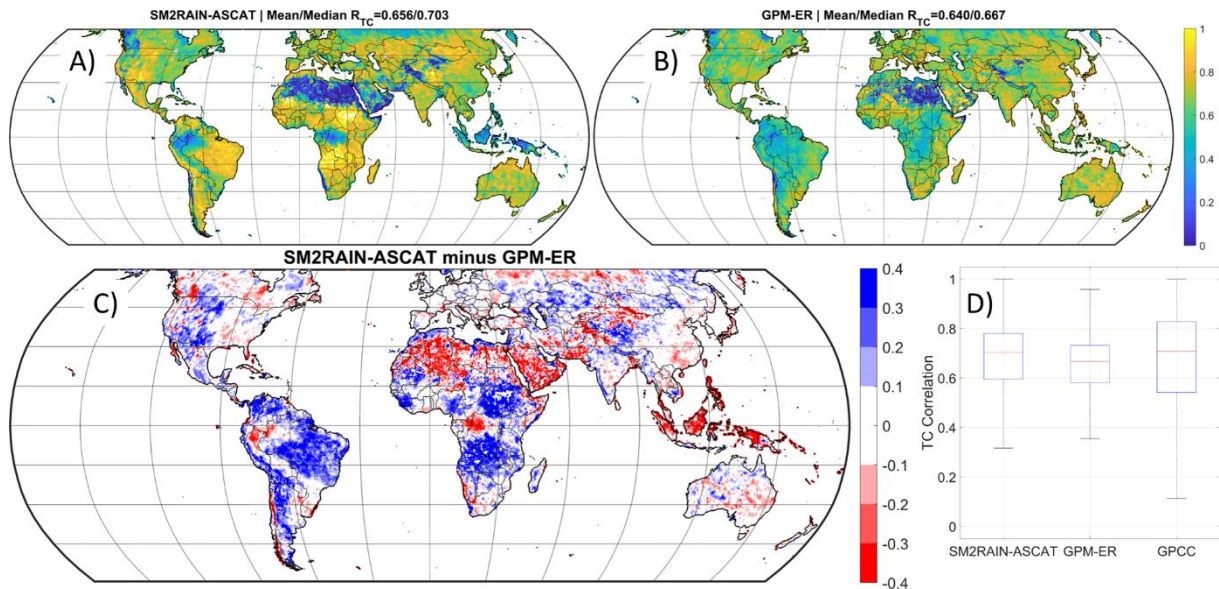 SM2RAIN-ASCAT | Mean/Median R_TC=0.656/0.703
GPM-ER | Mean/Median R_TC=0.640/0.667
A)
B)
1
0.8
0.6
0.4
0.2
0
SM2RAIN-ASCAT minus GPM-ER
C)
0.4
0.3
0.2
0.1
0
-0.1
-0.2
-0.3
-0.4
D)
TC Correlation
1
0.8
0.6
0.4
0.2
0
SM2RAIN-ASCAT GPM-ER GPCC